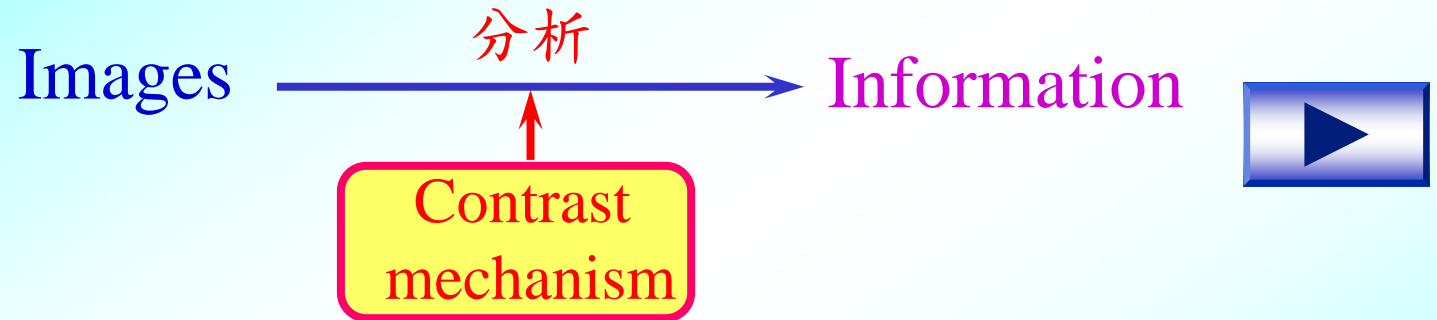 分析
Images
Information
Contrast
mechanism